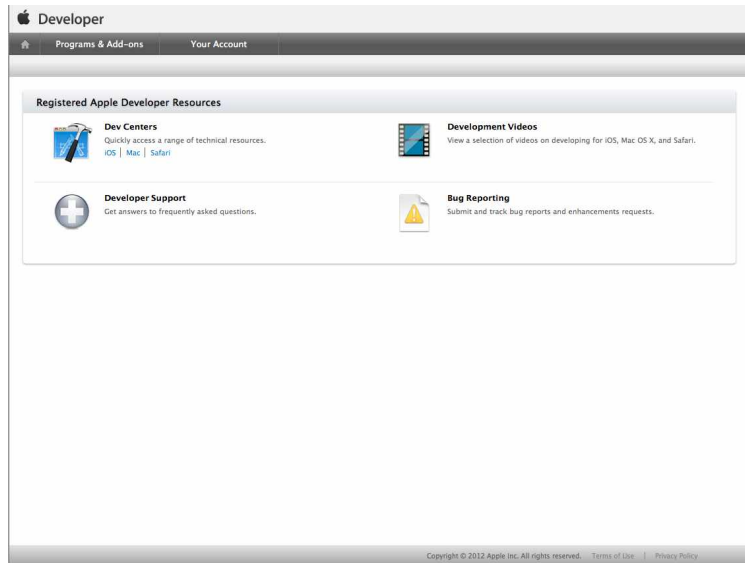 Developer
Programs & Add-ons
Your Account
Registered Apple Developer Resources
Dev Centers
Quickly access a range of technical resources.
iOS | Mac | Safari
Development Videos
View a selection of videos on developing for iOS, Mac OS X, and Safari.
Developer Support
Get answers to frequently asked questions.
Bug Reporting
Submit and track bug reports and enhancements requests.
Copyright © 2012 Apple Inc. All rights reserved. Terms of Use | Privacy Policy